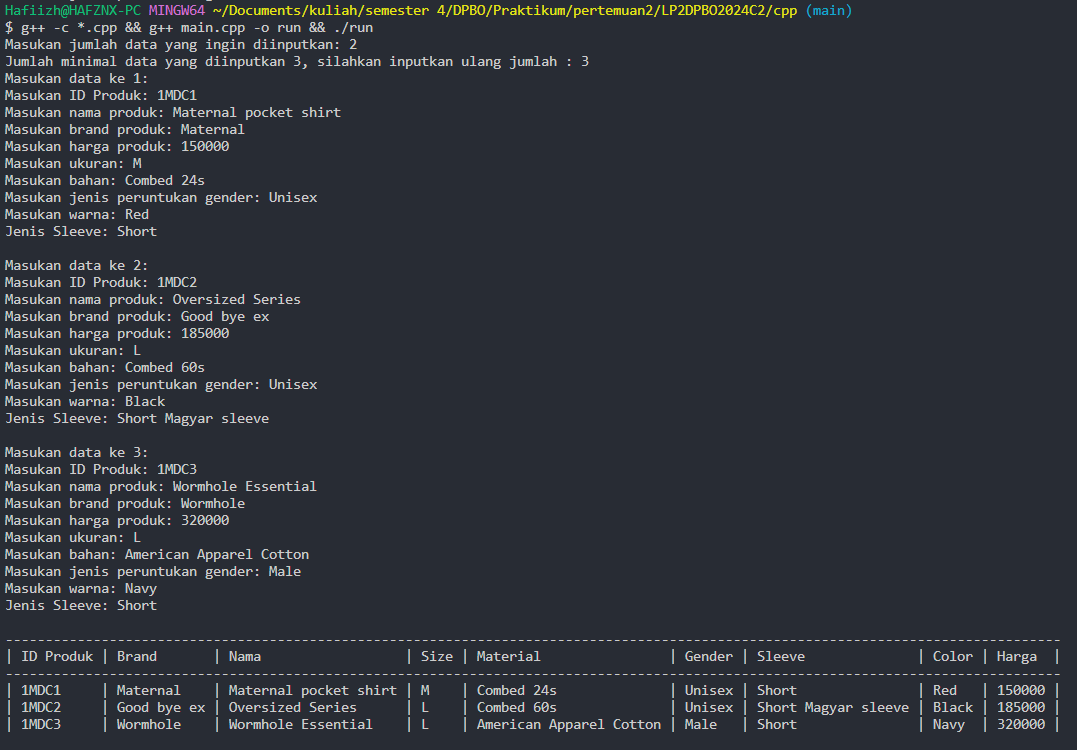 Hafiizh@HAFZNX-PC MINGW64 ~/Documents/kuliah/semester 4/DPBO/Praktikum/pertemuan2/LP2DPBO2024C2/cpp (main)
$ g++ -c *.cpp && g++ main.cpp -o run && ./run
Masukan jumlah data yang ingin diinputkan: 2
Jumlah minimal data yang diinputkan 3, silahkan inputkan ulang jumlah : 3
Masukan data ke 1:
Masukan ID Produk: 1MDC1
Masukan nama produk: Maternal pocket shirt
Masukan brand produk: Maternal
Masukan harga produk: 150000
Masukan ukuran: M
Masukan bahan: Combed 24s
Masukan jenis peruntukan gender: Unisex
Masukan warna: Red
Jenis Sleeve: Short

Masukan data ke 2:
Masukan ID Produk: 1MDC2
Masukan nama produk: Oversized Series
Masukan brand produk: Good bye ex
Masukan harga produk: 185000
Masukan ukuran: L
Masukan bahan: Combed 60s
Masukan jenis peruntukan gender: Unisex
Masukan warna: Black
Jenis Sleeve: Short Magyar sleeve

Masukan data ke 3:
Masukan ID Produk: 1MDC3
Masukan nama produk: Wormhole Essential
Masukan brand produk: Wormhole
Masukan harga produk: 320000
Masukan ukuran: L
Masukan bahan: American Apparel Cotton
Masukan jenis peruntukan gender: Male
Masukan warna: Navy
Jenis Sleeve: Short

------------------------------------------------------------------------------------------------------------------------------------
| ID Produk | Brand       | Nama                  | Size | Material                | Gender | Sleeve              | Color | Harga  |
------------------------------------------------------------------------------------------------------------------------------------
| 1MDC1     | Maternal    | Maternal pocket shirt | M    | Combed 24s              | Unisex | Short               | Red   | 150000 |
| 1MDC2     | Good bye ex | Oversized Series      | L    | Combed 60s              | Unisex | Short Magyar sleeve | Black | 185000 |
| 1MDC3     | Wormhole    | Wormhole Essential    | L    | American Apparel Cotton | Male   | Short               | Navy  | 320000 |